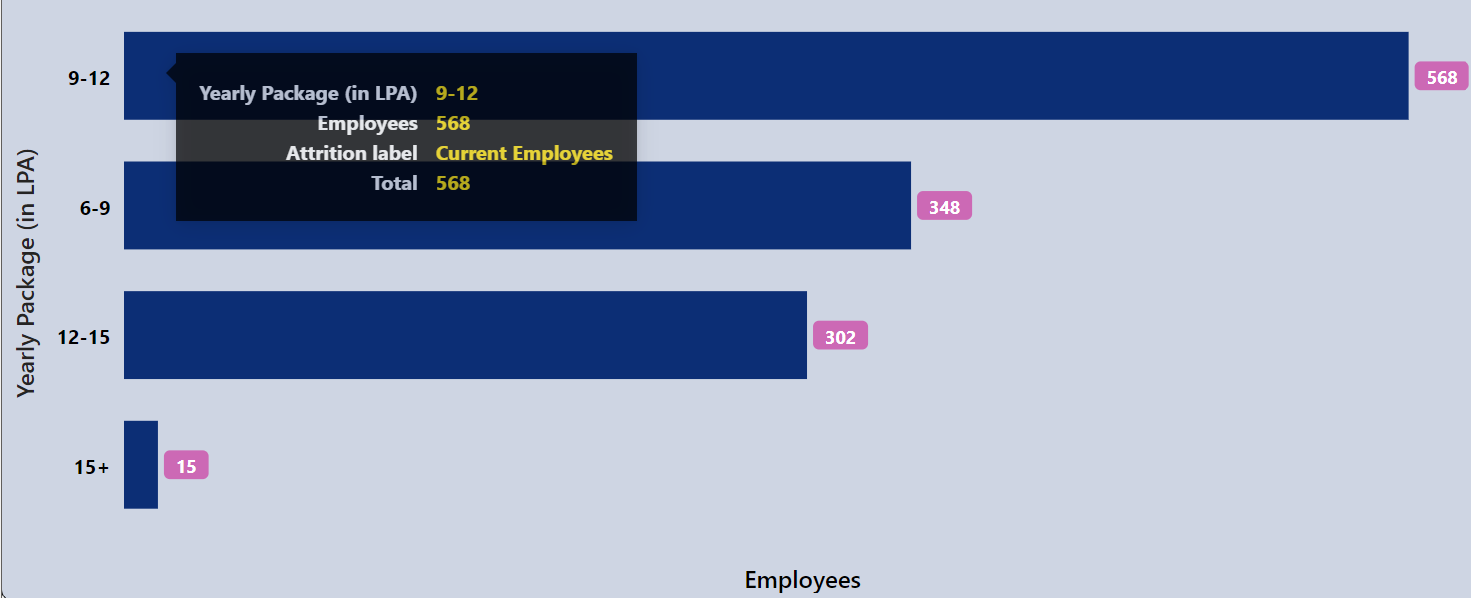 Yearly Package (in LPA)
9-12
568
Yearly Package (in LPA) 9-12
Employees 568
Attrition label Current Employees
Total 568
6-9
348
12-15
302
15+
15
Employees